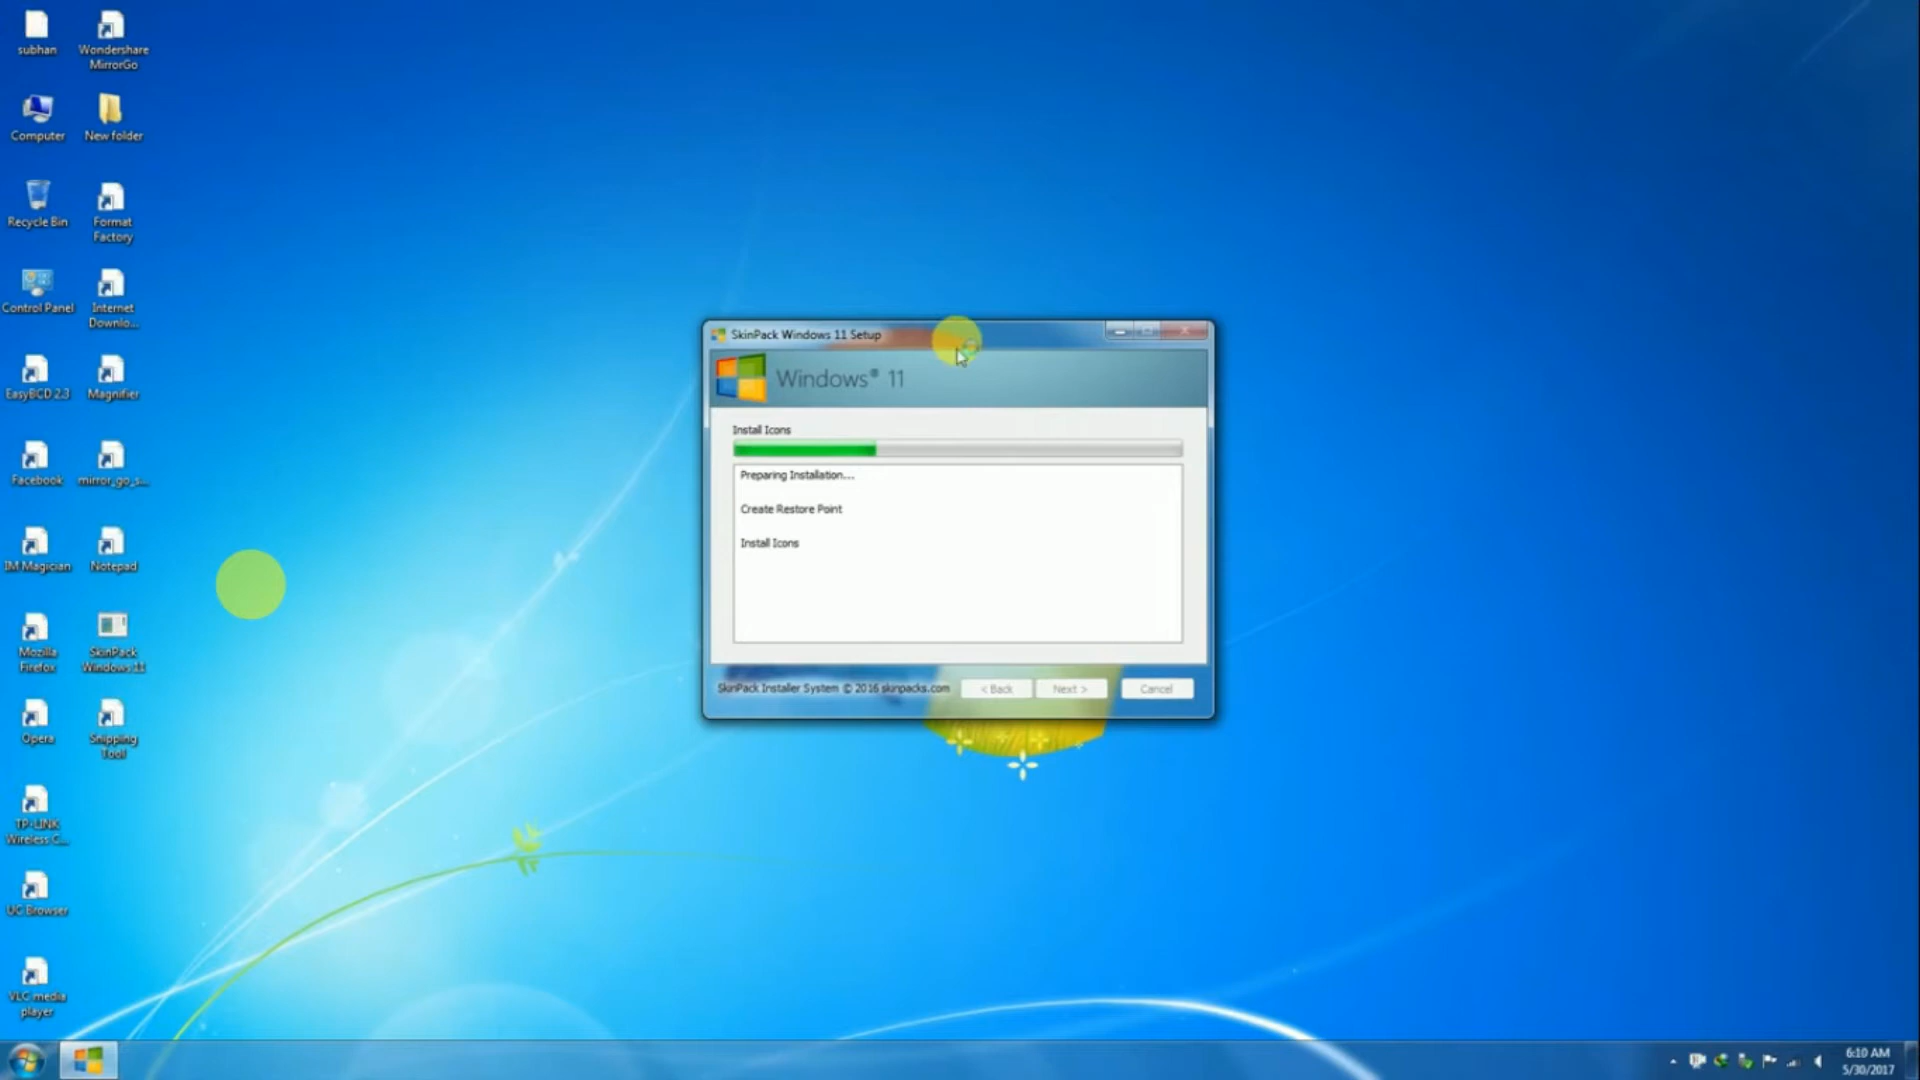 subhan
Wondershare
MirrorGo
Computer
New folder
Recycle Bin
Format
Factory
Control Panel
Internet
Downlo...
EasyBCD 2.3
Magnifier
Facebook
mirror_go_s...
IM Magician
Notepad
Mozilla
Firefox
SkinPack
Windows 11
Opera
Snipping
Tool
TP-LINK
Wireless C...
UC Browser
VLC media
player
SkinPack Windows 11 Setup
Windows® 11
Install Icons
Preparing Installation...
Create Restore Point
Install Icons
SkinPack Installer System © 2016 skinpacks.com
< Back
Next >
Cancel
6:10 AM
5/30/2017